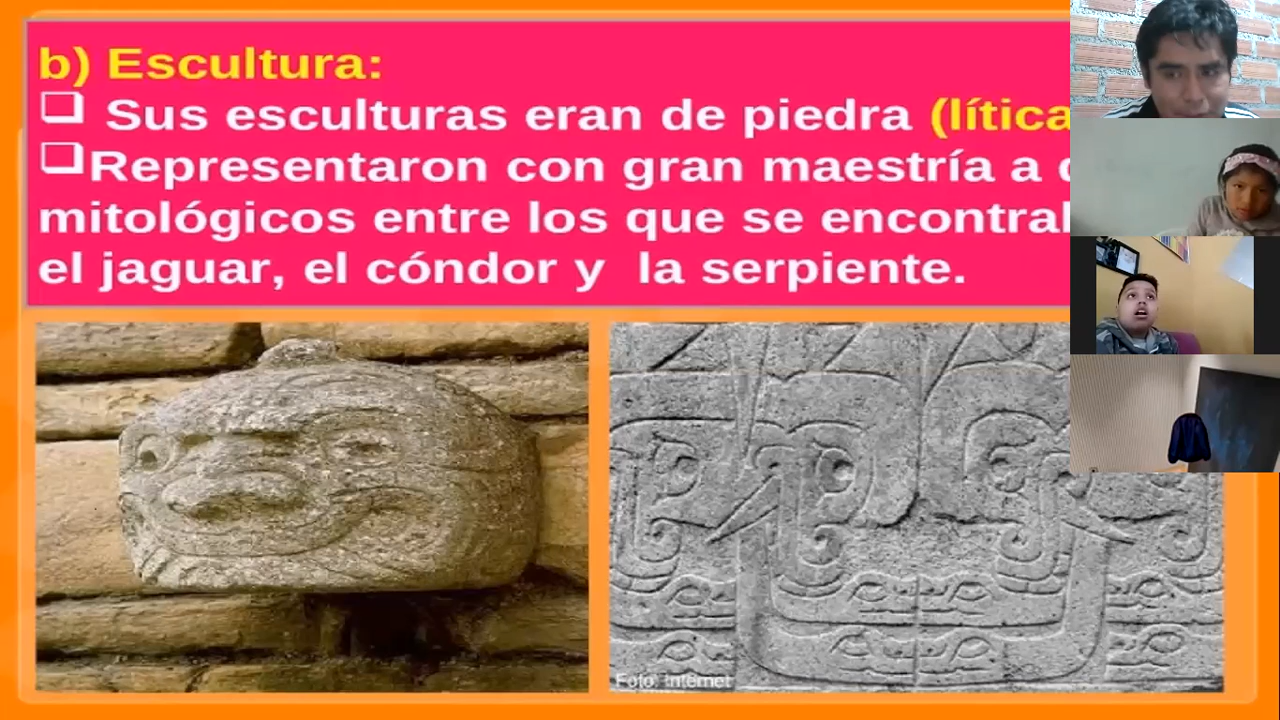 b) Escultura:
Sus esculturas eran de piedra (lítica
Representaron con gran maestría a
mitológicos entre los que se
el jaguar, el cóndor y la serpiente.
Foto: Internet